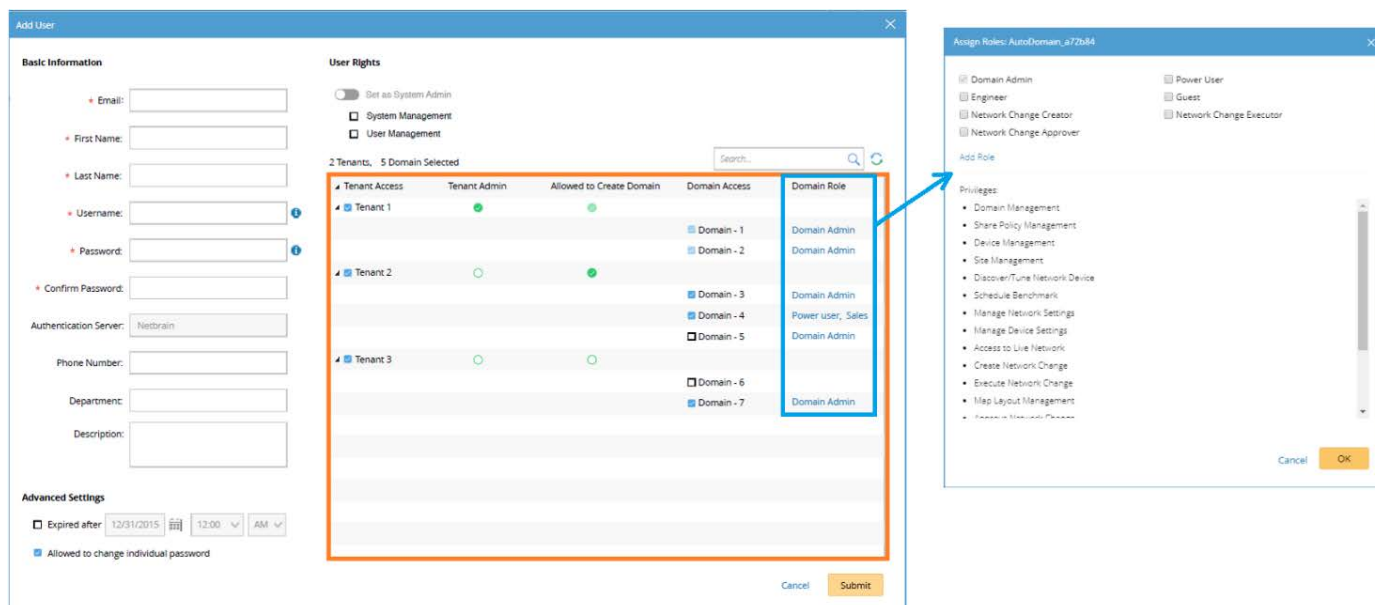 Add User
Basic Information
* Email:
* First Name:
* Last Name:
* Username:
* Password:
* Confirm Password:
Authentication Server: Netbrain
Phone Number:
Department:
Description:
Advanced Settings
Expired after 12/31/2015 12:00 AM
Allowed to change individual password
User Rights
Set as System Admin
System Management
User Management
2 Tenants, 5 Domain Selected
Search...
Tenant Access Tenant Admin Allowed to Create Domain Domain Access Domain Role
Tenant 1
Domain - 1 Domain Admin
Domain - 2 Domain Admin
Tenant 2
Domain - 3 Domain Admin
Domain - 4 Power user, Sales
Domain - 5 Domain Admin
Tenant 3
Domain - 6
Domain - 7 Domain Admin
Cancel Submit
Assign Roles: AutoDomain_a72b84
Domain Admin Power User
Engineer Guest
Network Change Creator Network Change Executor
Network Change Approver
Add Role
Privileges:
• Domain Management
• Share Policy Management
• Device Management
• Site Management
• Discover/Tune Network Device
• Schedule Benchmark
• Manage Network Settings
• Manage Device Settings
• Access to Live Network
• Create Network Change
• Execute Network Change
• Map Layout Management
• Approve Network Change
Cancel OK